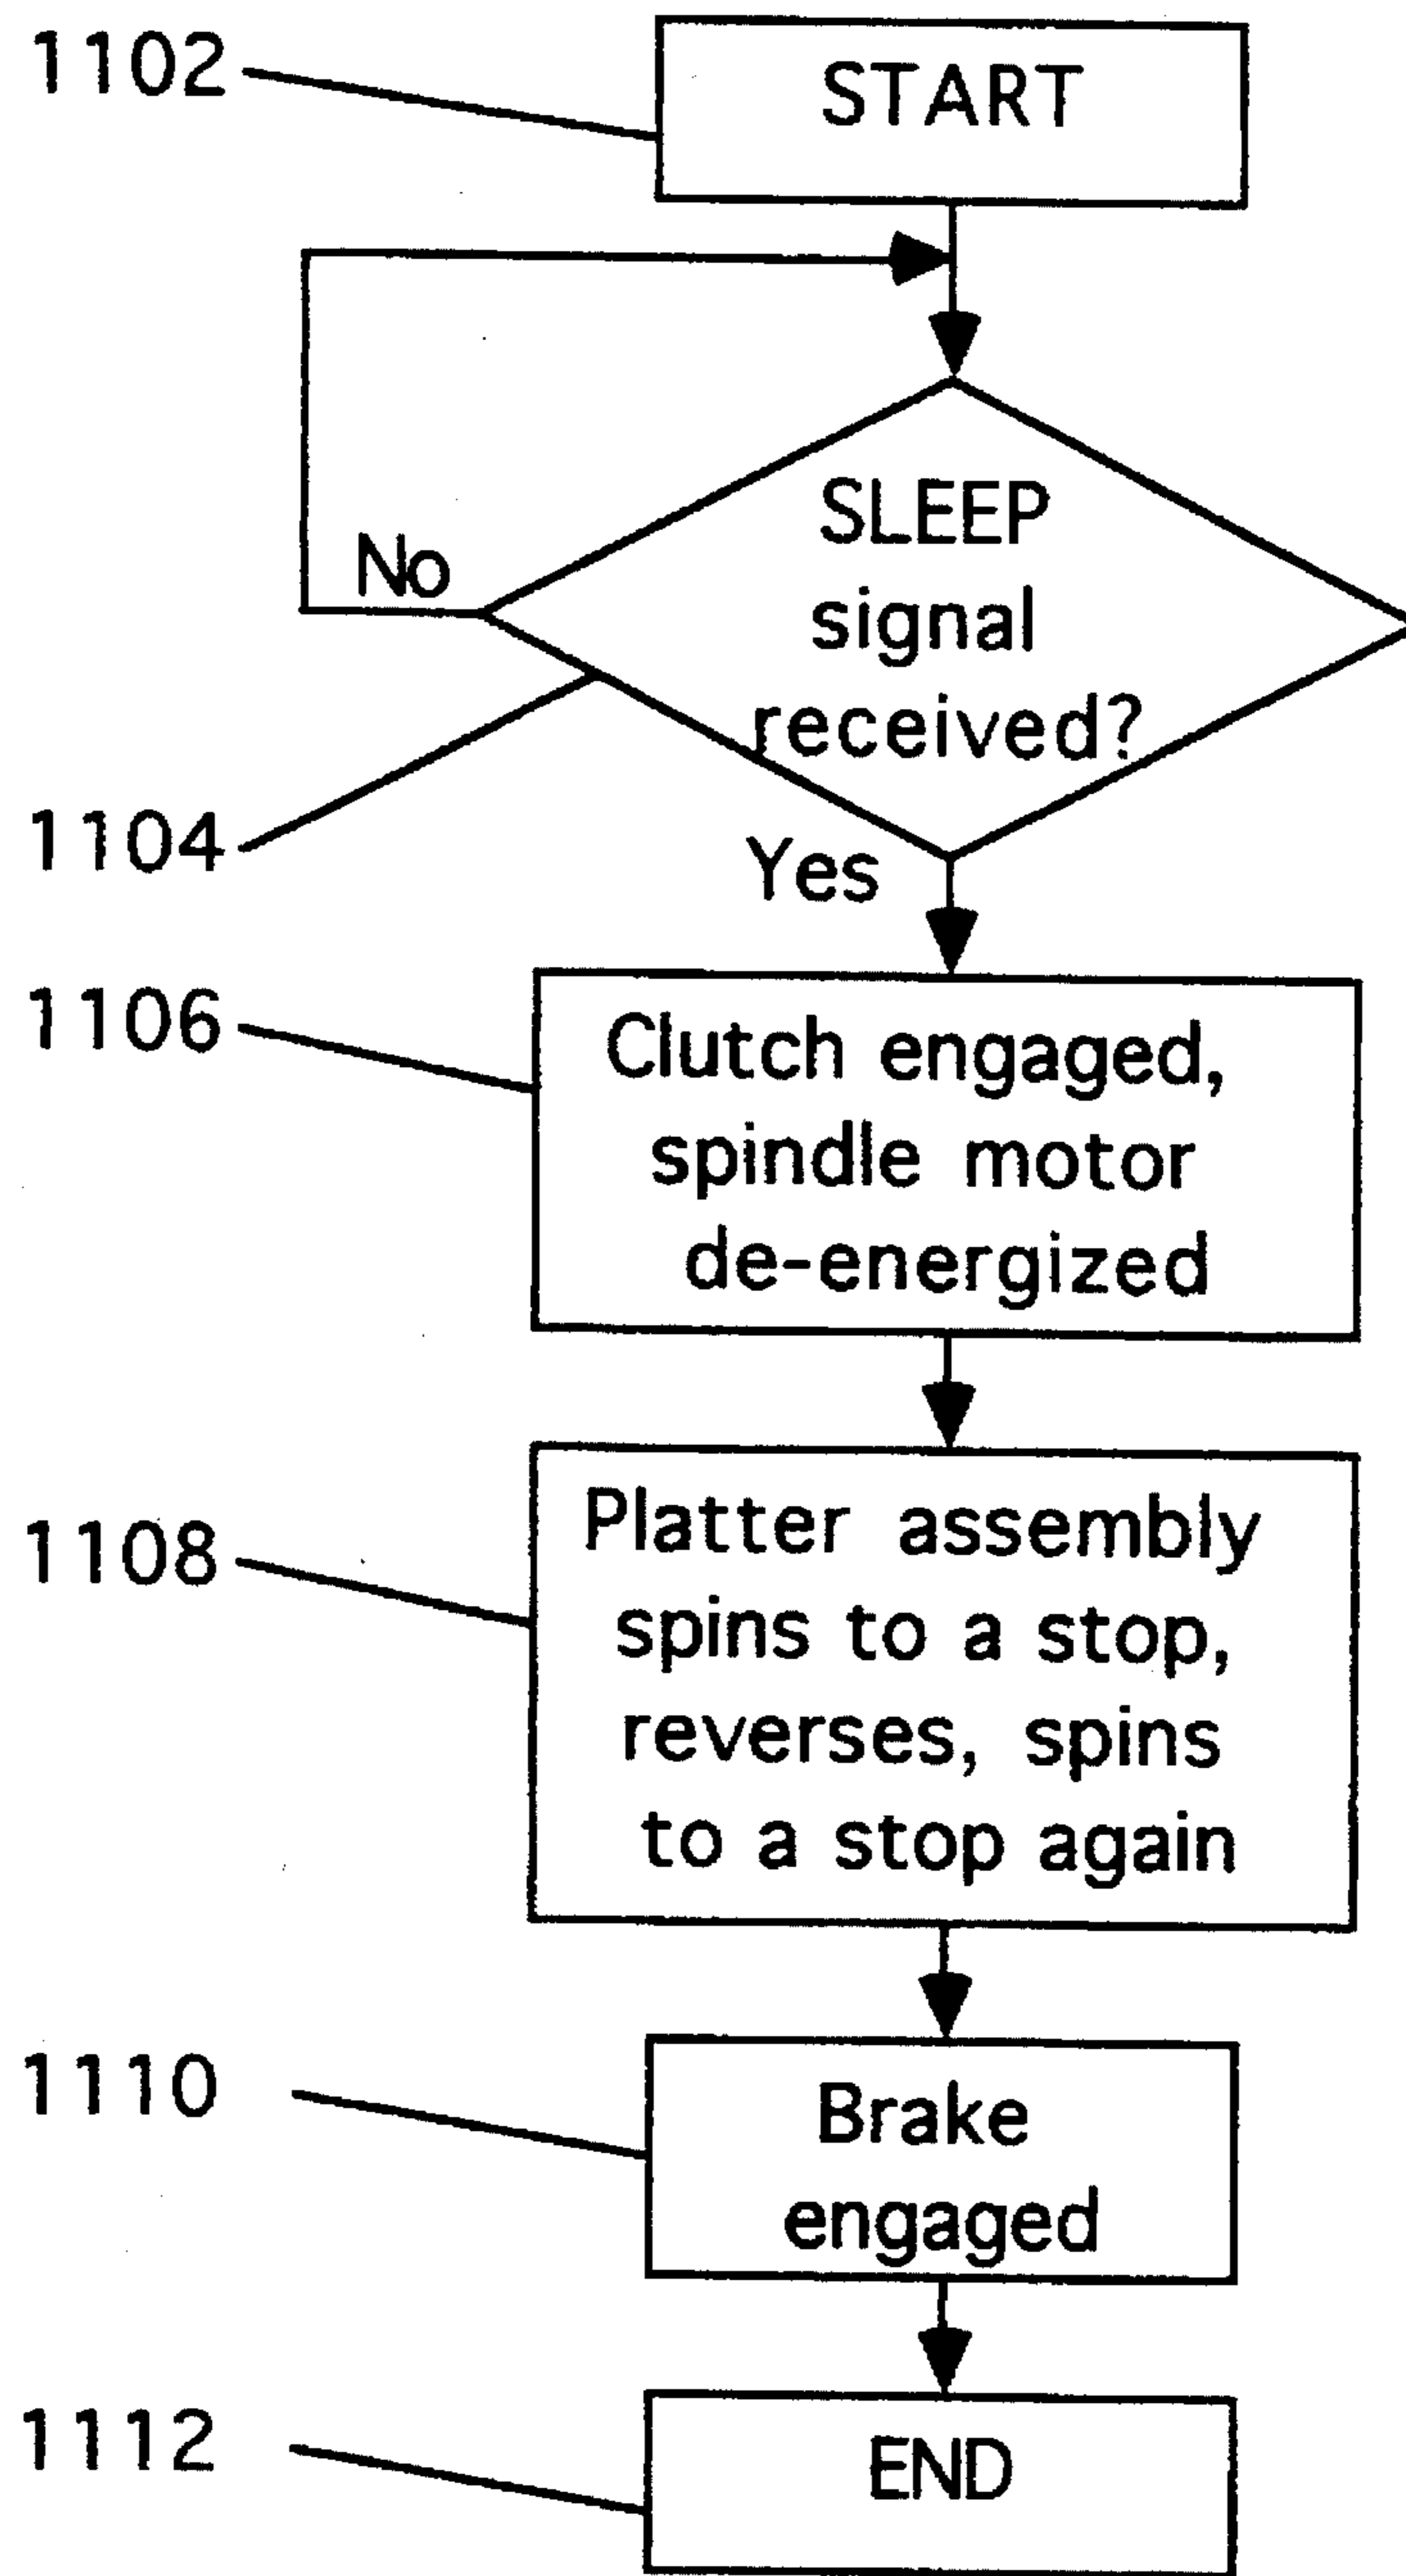 1102
START
No
SLEEP
signal
received?
1104
Yes
1106
Clutch engaged,
spindle motor
de-energized
1108
Platter assembly
spins to a stop,
reverses, spins
to a stop again
1110
Brake
engaged
1112
END